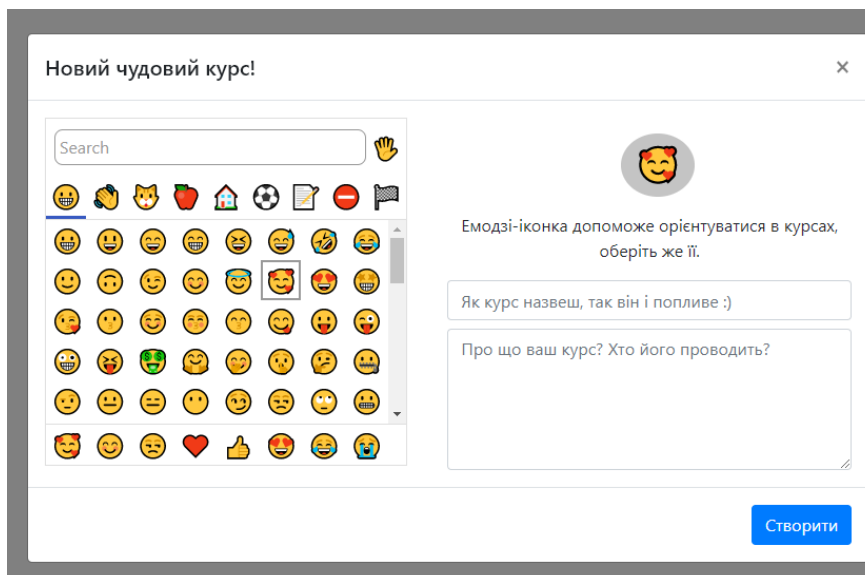 Новий чудовий курс!
×
Search
Емодзі-іконка допоможе орієнтуватися в курсах,
оберіть же її.
Як курс назвеш, так він і попливе :)
Про що ваш курс? Хто його проводить?
Створити